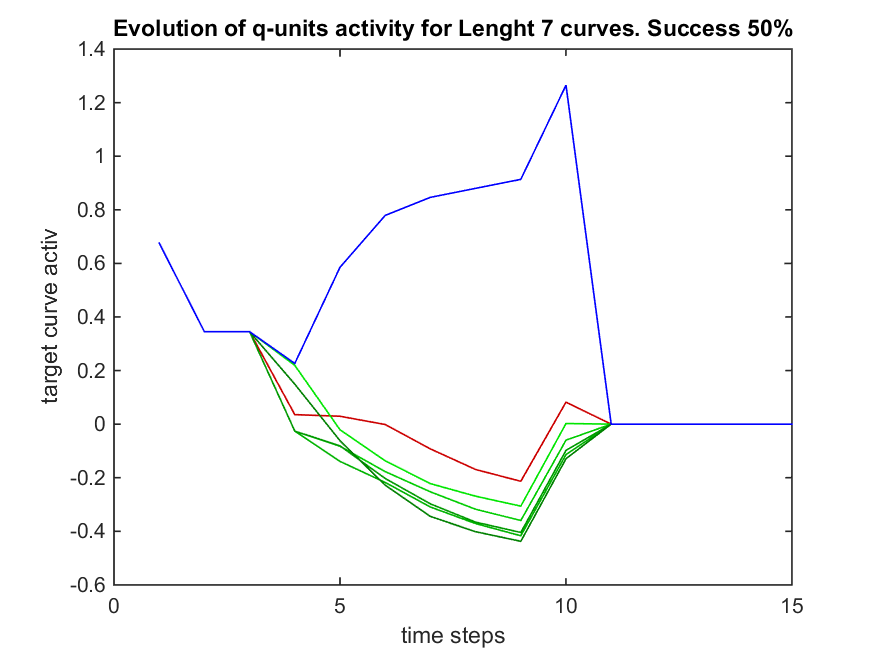 Evolution of q-units activity for Lenght 7 curves. Success 50%
1.4
1.2
1
0.8
0.6
0.4
0.2
0
-0.2
-0.4
-0.6
target curve activ
0 5 10 15
time steps